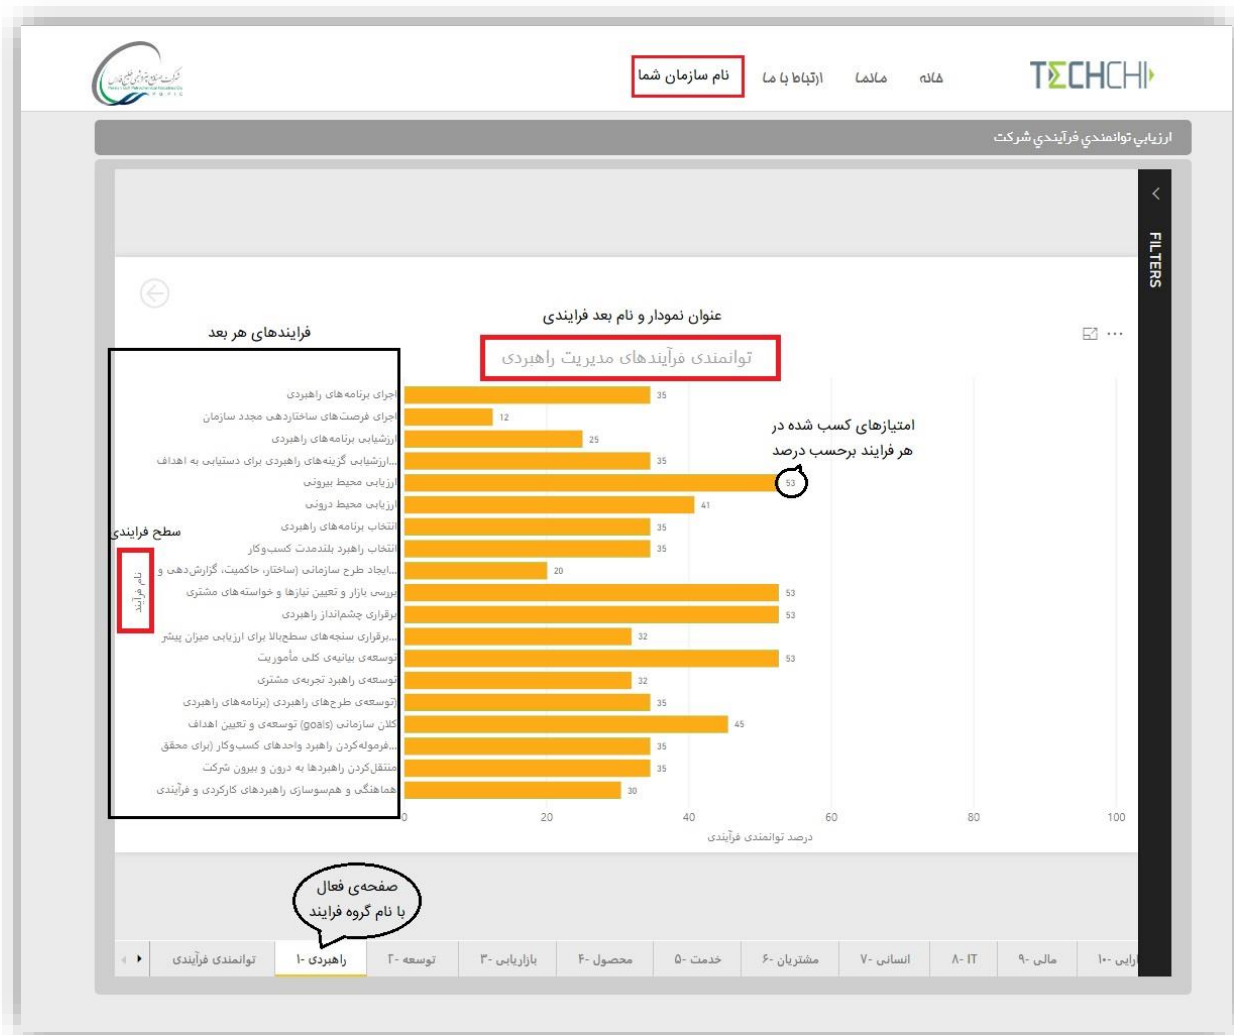 TECHCHI
خانه
مانما
ارتباط با ما
نام سازمان شما
ارزيابي توانمندي فرآيندي شرکت
FILTERS
عنوان نمودار و نام بعد فرایندی
فرایندهای هر بعد
توانمندی فرآیندهای مدیریت راهبردی
امتیازهای کسب شده در
هر فرایند برحسب درصد
سطح فرایندی
نام فرآیند
اجرای برنامه‌های راهبردی 35
اجرای فرصت‌های ساختاردهی مجدد سازمان 12
ارزشیابی برنامه‌های راهبردی 25
...ارزشیابی گزینه‌های راهبردی برای دستیابی به اهداف 35
ارزیابی محیط بیرونی 53
ارزیابی محیط درونی 41
انتخاب برنامه‌های راهبردی 35
انتخاب راهبرد بلندمدت کسب‌وکار 35
...ایجاد طرح سازمانی (ساختار، حاکمیت، گزارش‌دهی و 20
بررسی بازار و تعیین نیازها و خواسته‌های مشتری 53
برقراری چشم‌انداز راهبردی 53
...برقراری سنجه‌های سطح‌بالا برای ارزیابی میزان پیشر 32
توسعه‌ی بیانیه‌ی کلی مأموریت 53
توسعه‌ی راهبرد تجربه‌ی مشتری 32
(توسعه‌ی طرح‌های راهبردی (برنامه‌های راهبردی 35
کلان سازمانی (goals) توسعه‌ی و تعیین اهداف 45
...فرموله‌کردن راهبرد واحدهای کسب‌وکار (برای محقق 35
منتقل‌کردن راهبردها به درون و بیرون شرکت 35
هماهنگی و هم‌سوسازی راهبردهای کارکردی و فرآیندی 30
0 20 40 60 80 100
درصد توانمندی فرآیندی
صفحه‌ی فعال
با نام گروه فرایند
توانمندی فرآیندی
راهبردی -۱
توسعه -۲
بازاریابی -۳
محصول -۴
خدمت -۵
مشتریان -۶
انسانی -۷
۸- IT
مالی -۹
ارایی -۱۰